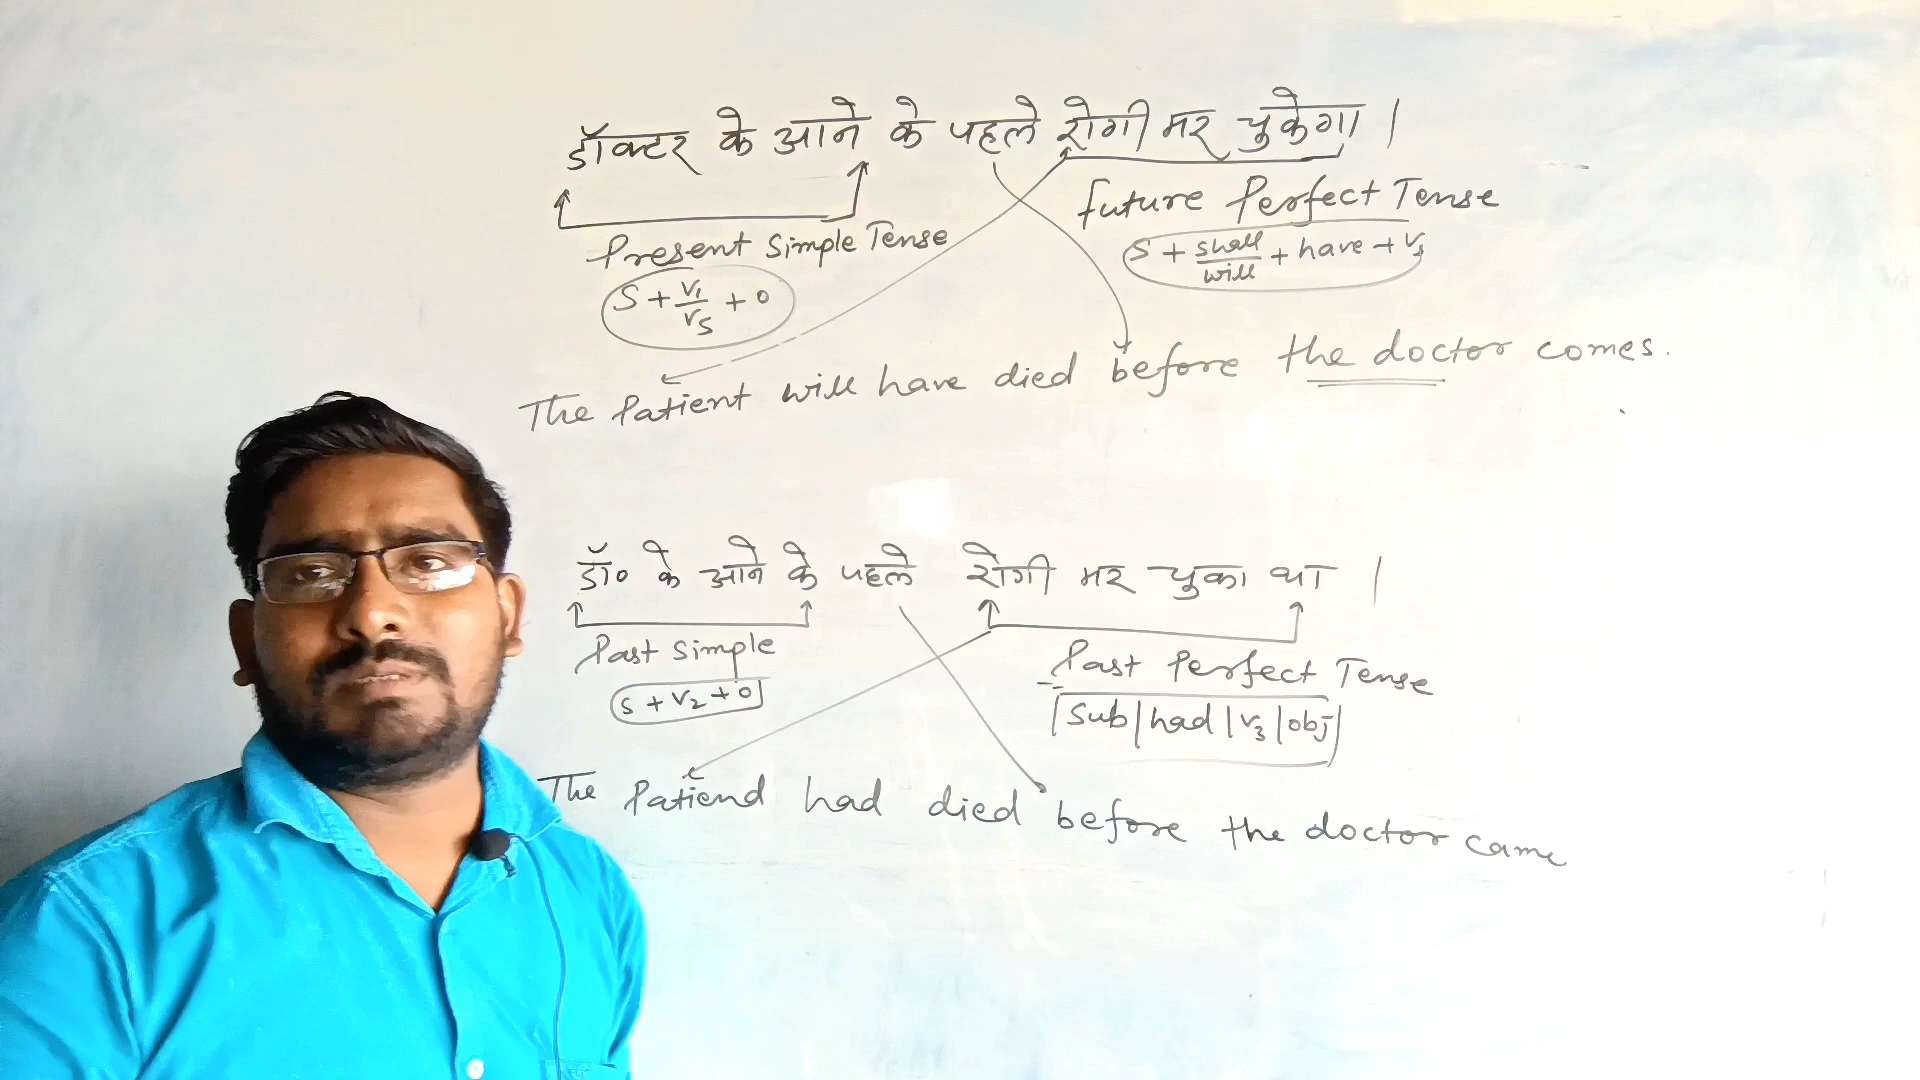 डॉक्टर के आने के पहले रोगी मर चुकेगा |
Present Simple Tense
S + V1/V5 + O
future Perfect Tense
S + shall/will + have + V3
The Patient will have died before the doctor comes.
डॉ० के आने के पहले रोगी मर चुका था |
Past Simple
S + V2 + O
Past Perfect Tense
Sub | had | V3 | obj
The Patiend had died before the doctor came